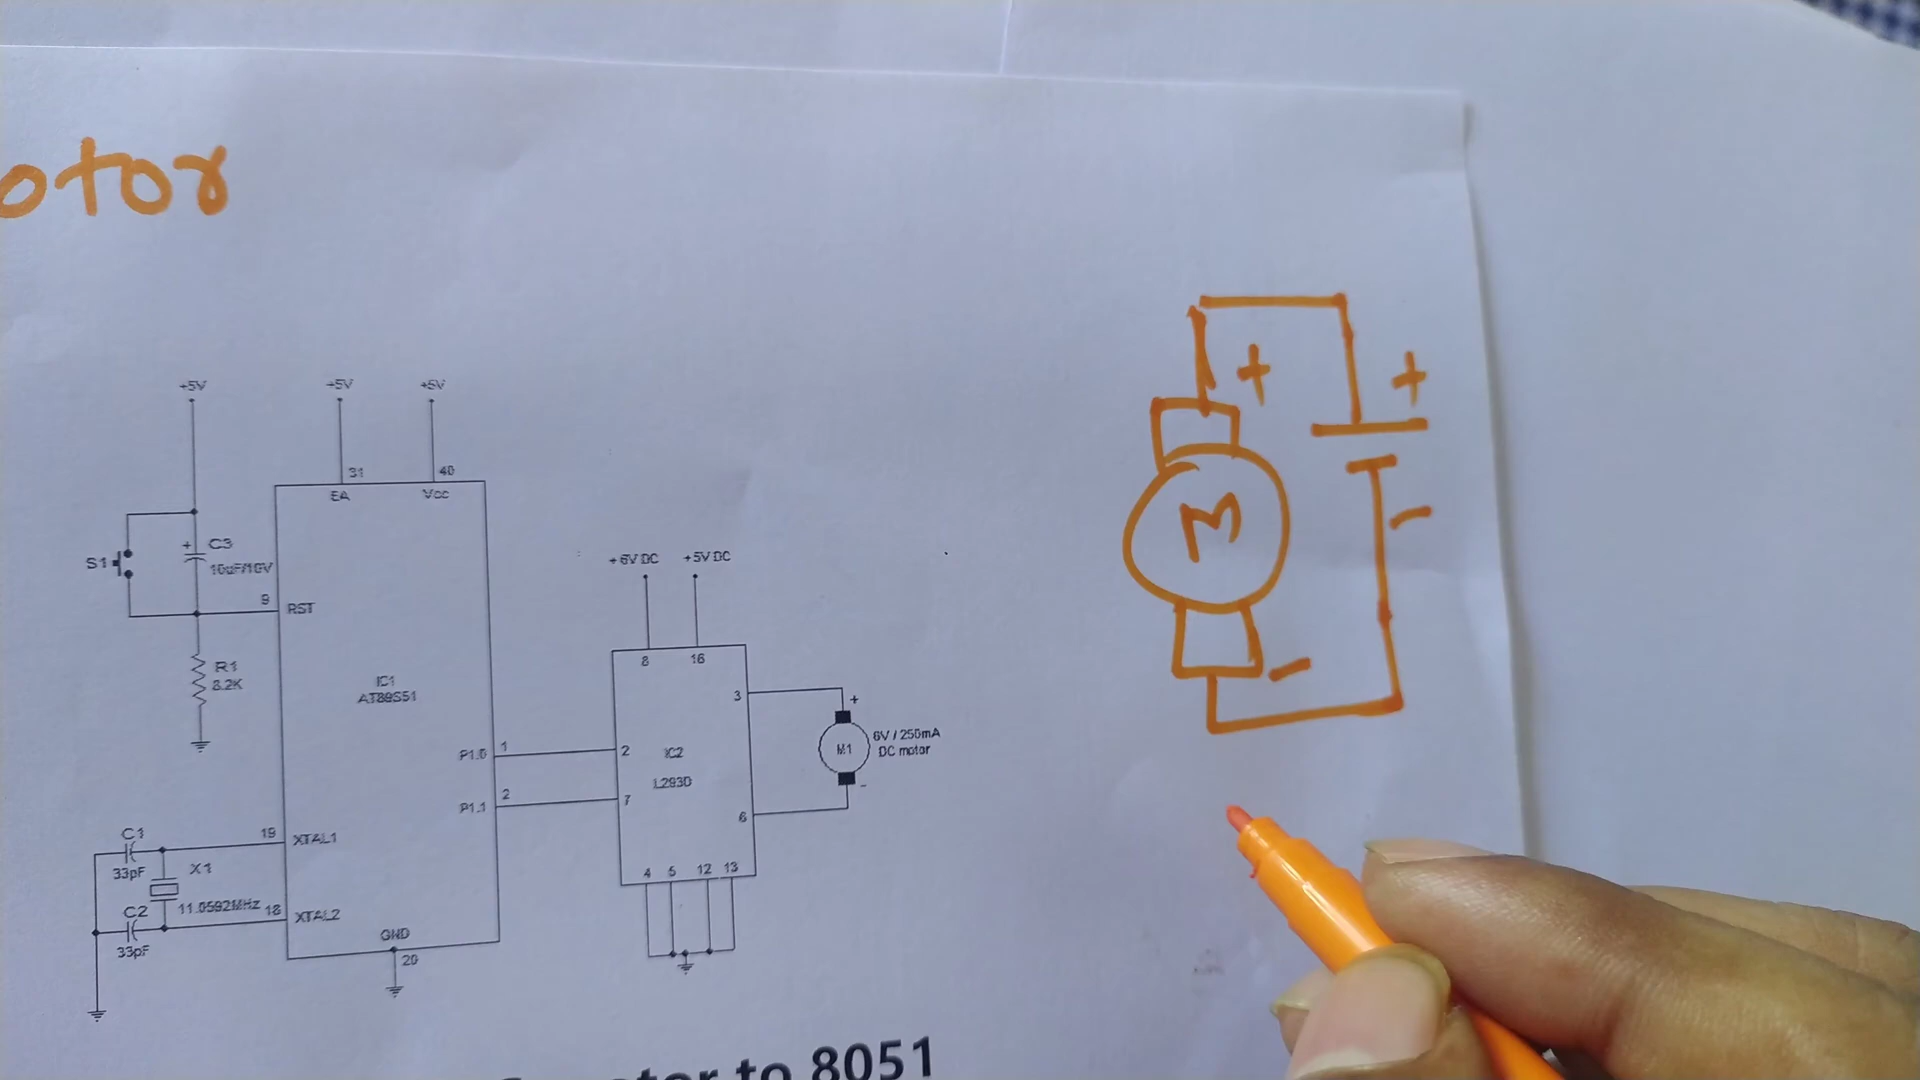 otor
+5V
+5V
+5V
31
40
EA
Vcc
S1
+
C3
10uF/10V
9
RST
R1
8.2K
IC1
AT89S51
P1.0
1
P1.1
2
19
XTAL1
C1
33pF
X1
11.0592MHz
18
XTAL2
C2
33pF
GND
20
+6V DC
+5V DC
8
16
3
2
IC2
L293D
7
6
4
5
12
13
+
M1
-
6V / 250mA
DC motor
+
+
M
-
-
to 8051